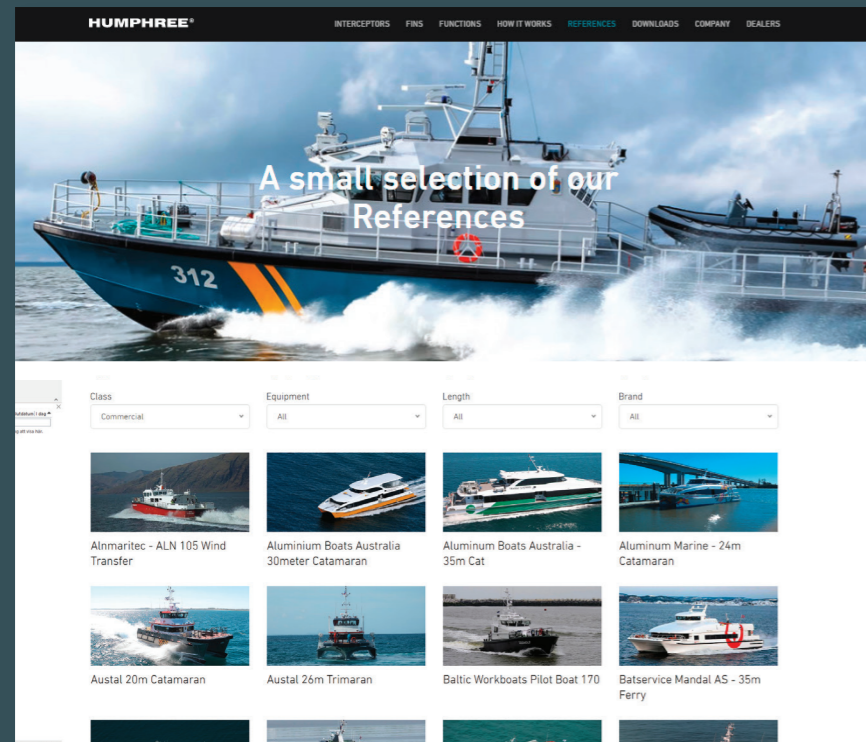 HUMPHREE®
INTERCEPTORS FINS FUNCTIONS HOW IT WORKS REFERENCES DOWNLOADS COMPANY DEALERS
A small selection of our
References
312
Class Equipment Length Brand
Commercial All All All
Alnmaritec - ALN 105 Wind
Transfer
Aluminium Boats Australia
30meter Catamaran
Aluminum Boats Australia -
35m Cat
Aluminum Marine - 24m
Catamaran
Austal 20m Catamaran
Austal 26m Trimaran
Baltic Workboats Pilot Boat 170
Batservice Mandal AS - 35m
Ferry